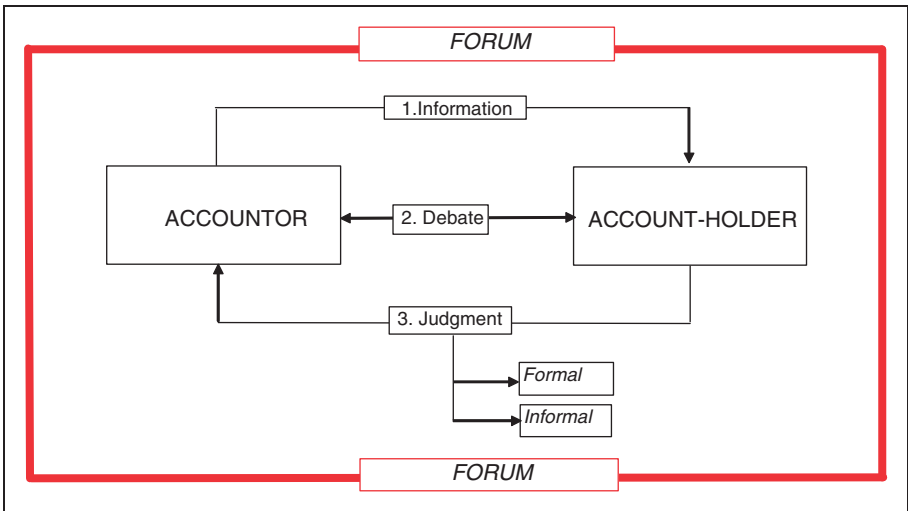 FORUM
1.Information
ACCOUNTOR
2. Debate
ACCOUNT-HOLDER
3. Judgment
Formal
Informal
FORUM